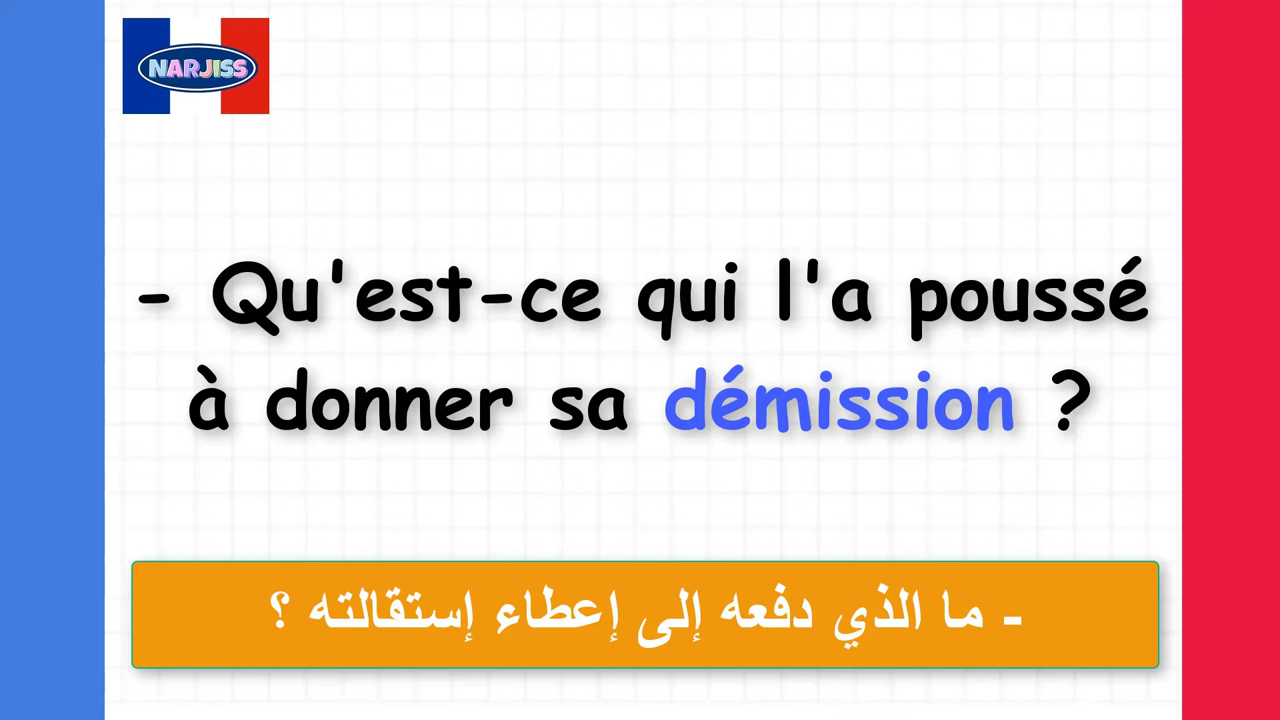 NARJISS
- Qu'est-ce qui l'a poussé
à donner sa démission ?
- ما الذي دفعه إلى إعطاء إستقالته ؟